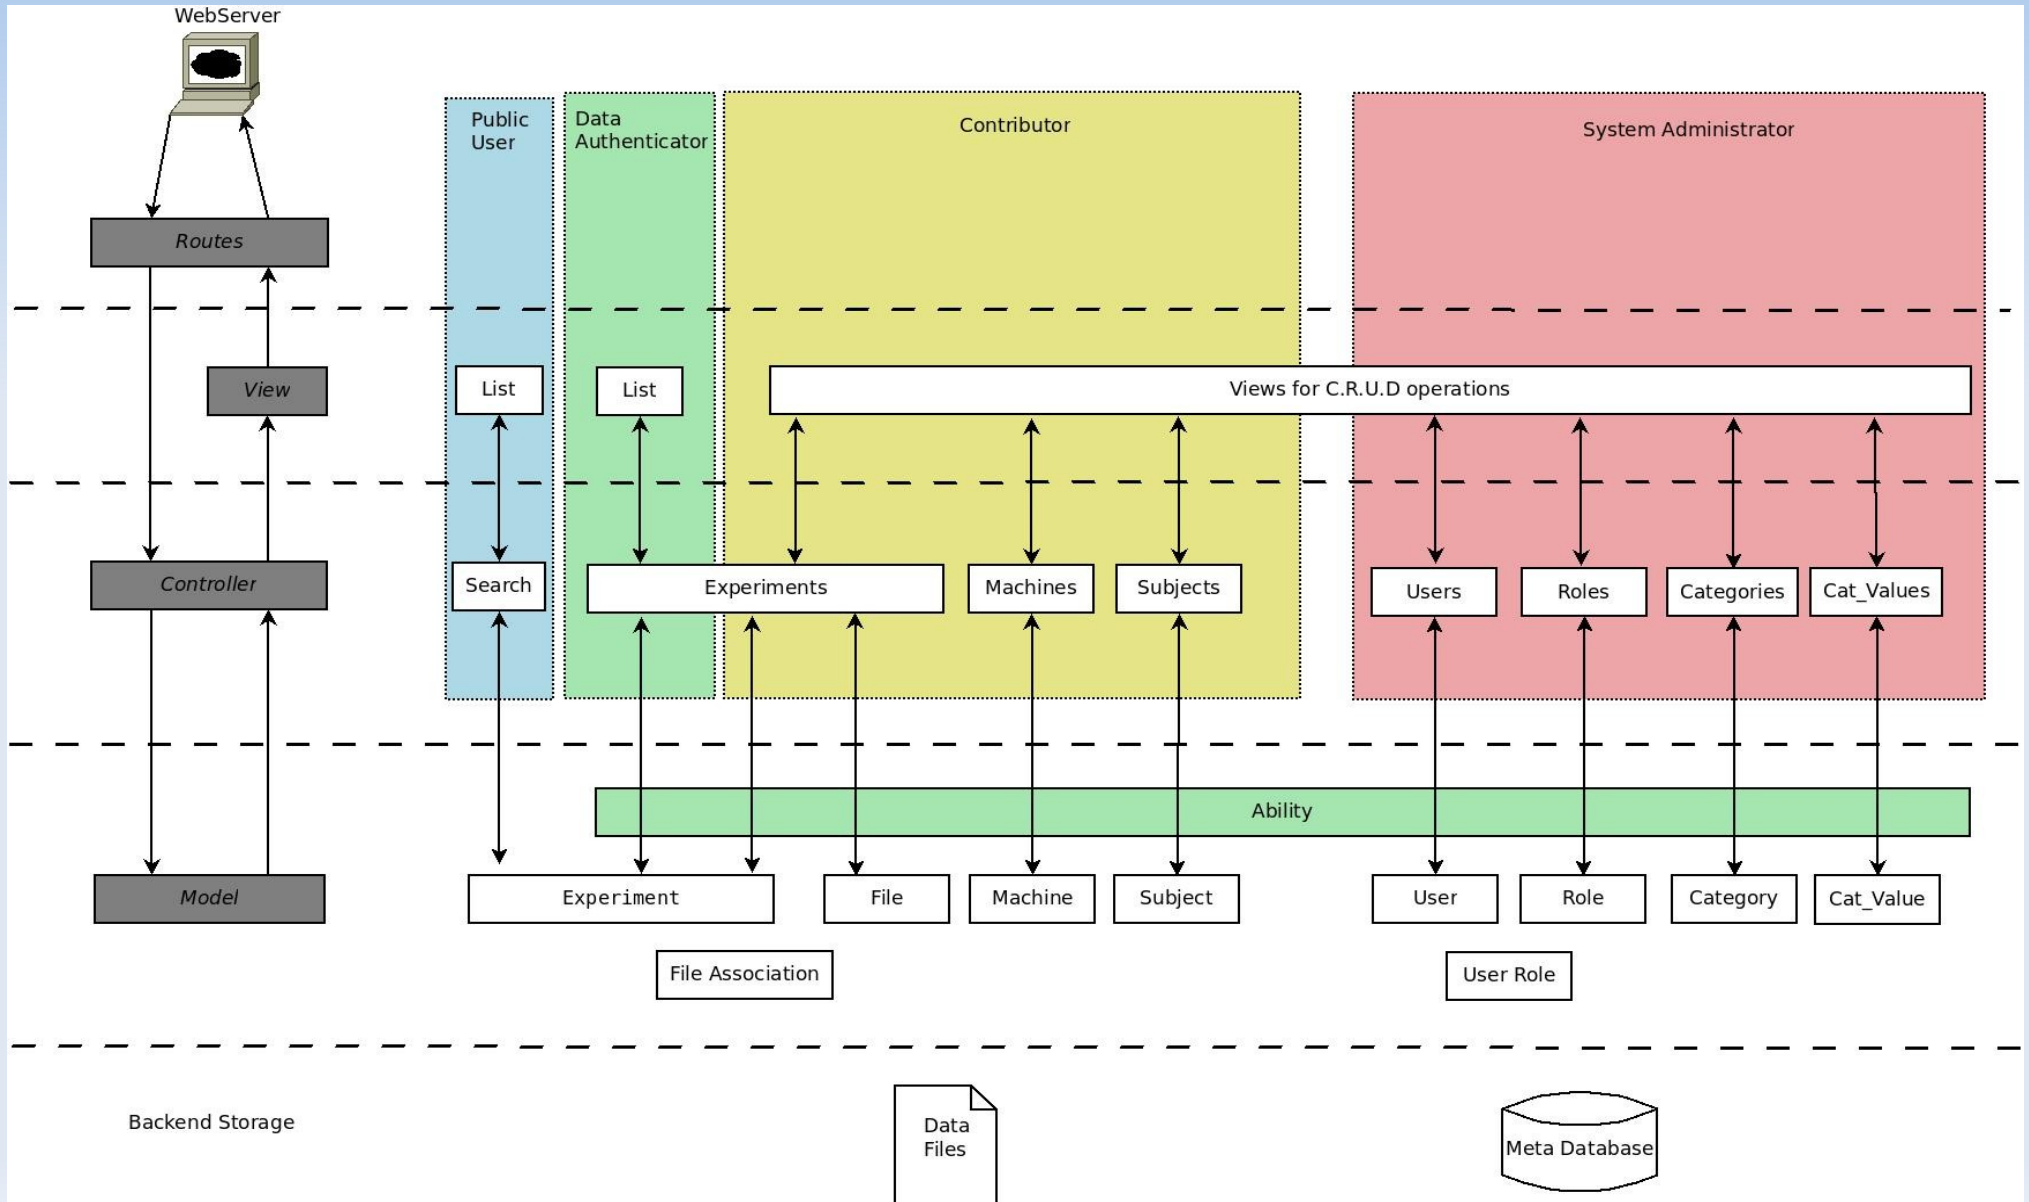 WebServer
Public
User
Data
Authenticator
Contributor
System Administrator
Routes
View
List
List
Views for C.R.U.D operations
Controller
Search
Experiments
Machines
Subjects
Users
Roles
Categories
Cat_Values
Ability
Model
Experiment
File
Machine
Subject
User
Role
Category
Cat_Value
File Association
User Role
Backend Storage
Data
Files
Meta Database